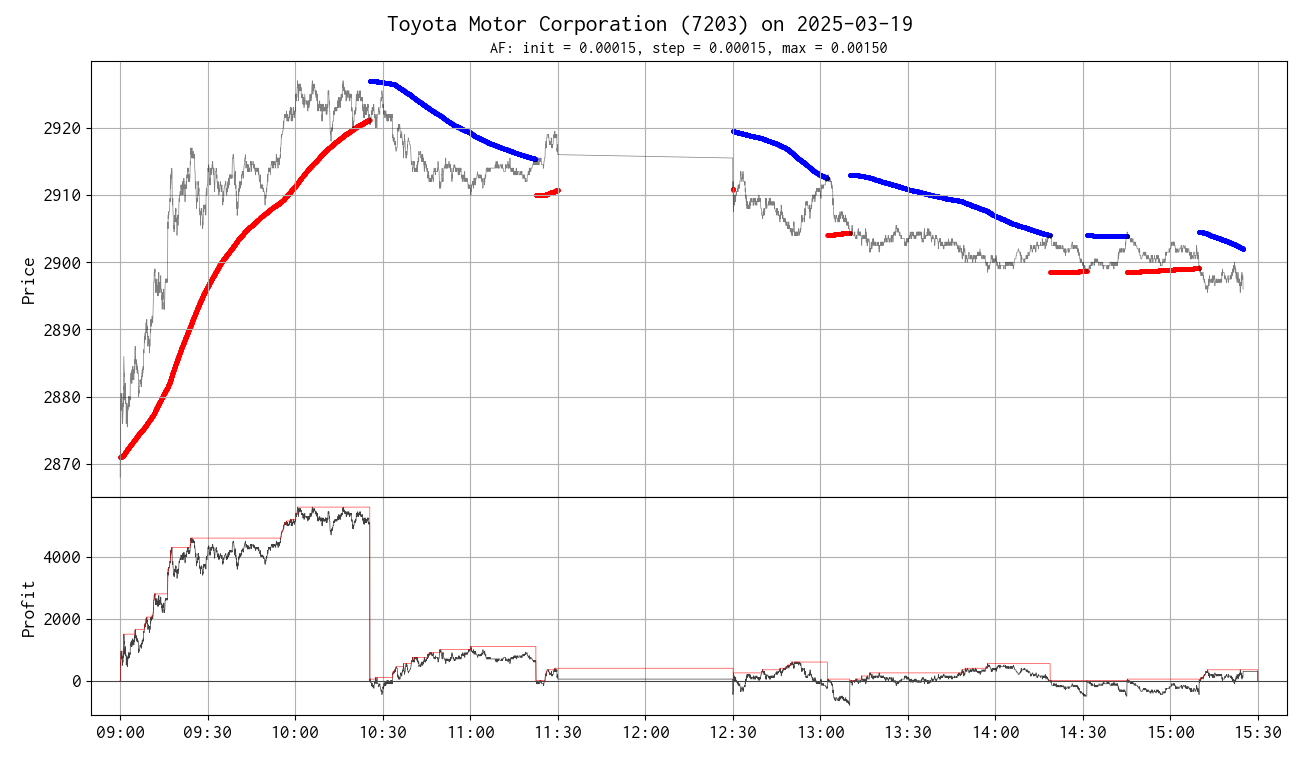 Toyota Motor Corporation (7203) on 2025-03-19
AF: init = 0.00015, step = 0.00015, max = 0.00150
Price
2920
2910
2900
2890
2880
2870
Profit
4000
2000
0
09:00 09:30 10:00 10:30 11:00 11:30 12:00 12:30 13:00 13:30 14:00 14:30 15:00 15:30